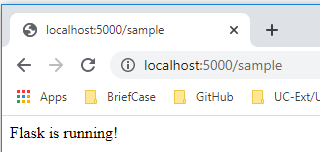 localhost:5000/sample
localhost:5000/sample
Apps BriefCase GitHub UC-Ext/U
Flask is running!